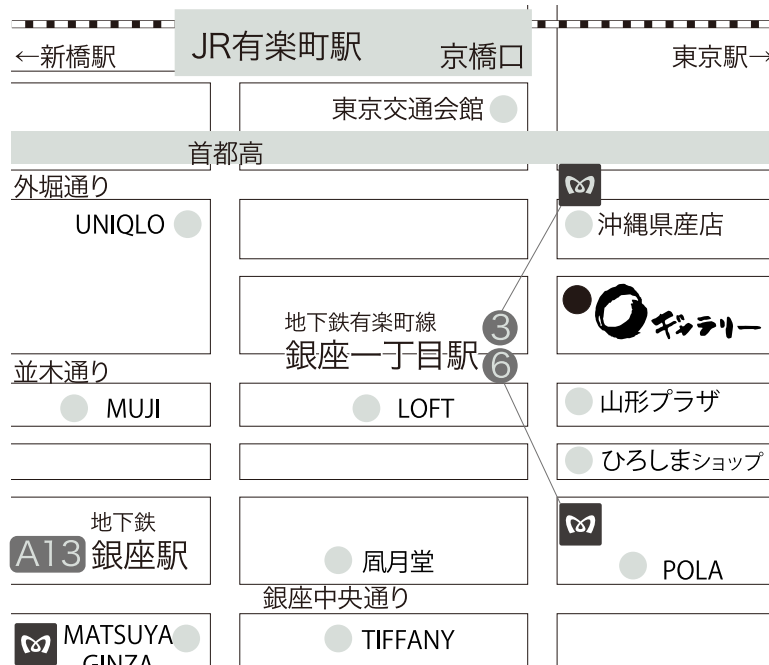 JR有楽町駅
京橋口
←新橋駅
東京駅→
東京交通会館
首都高
外堀通り
UNIQLO
沖縄県産店
Oギャラリー
地下鉄有楽町線
3
銀座一丁目駅
6
並木通り
MUJI
LOFT
山形プラザ
ひろしまショップ
地下鉄
A13 銀座駅
凮月堂
POLA
銀座中央通り
MATSUYA
GINZA
TIFFANY